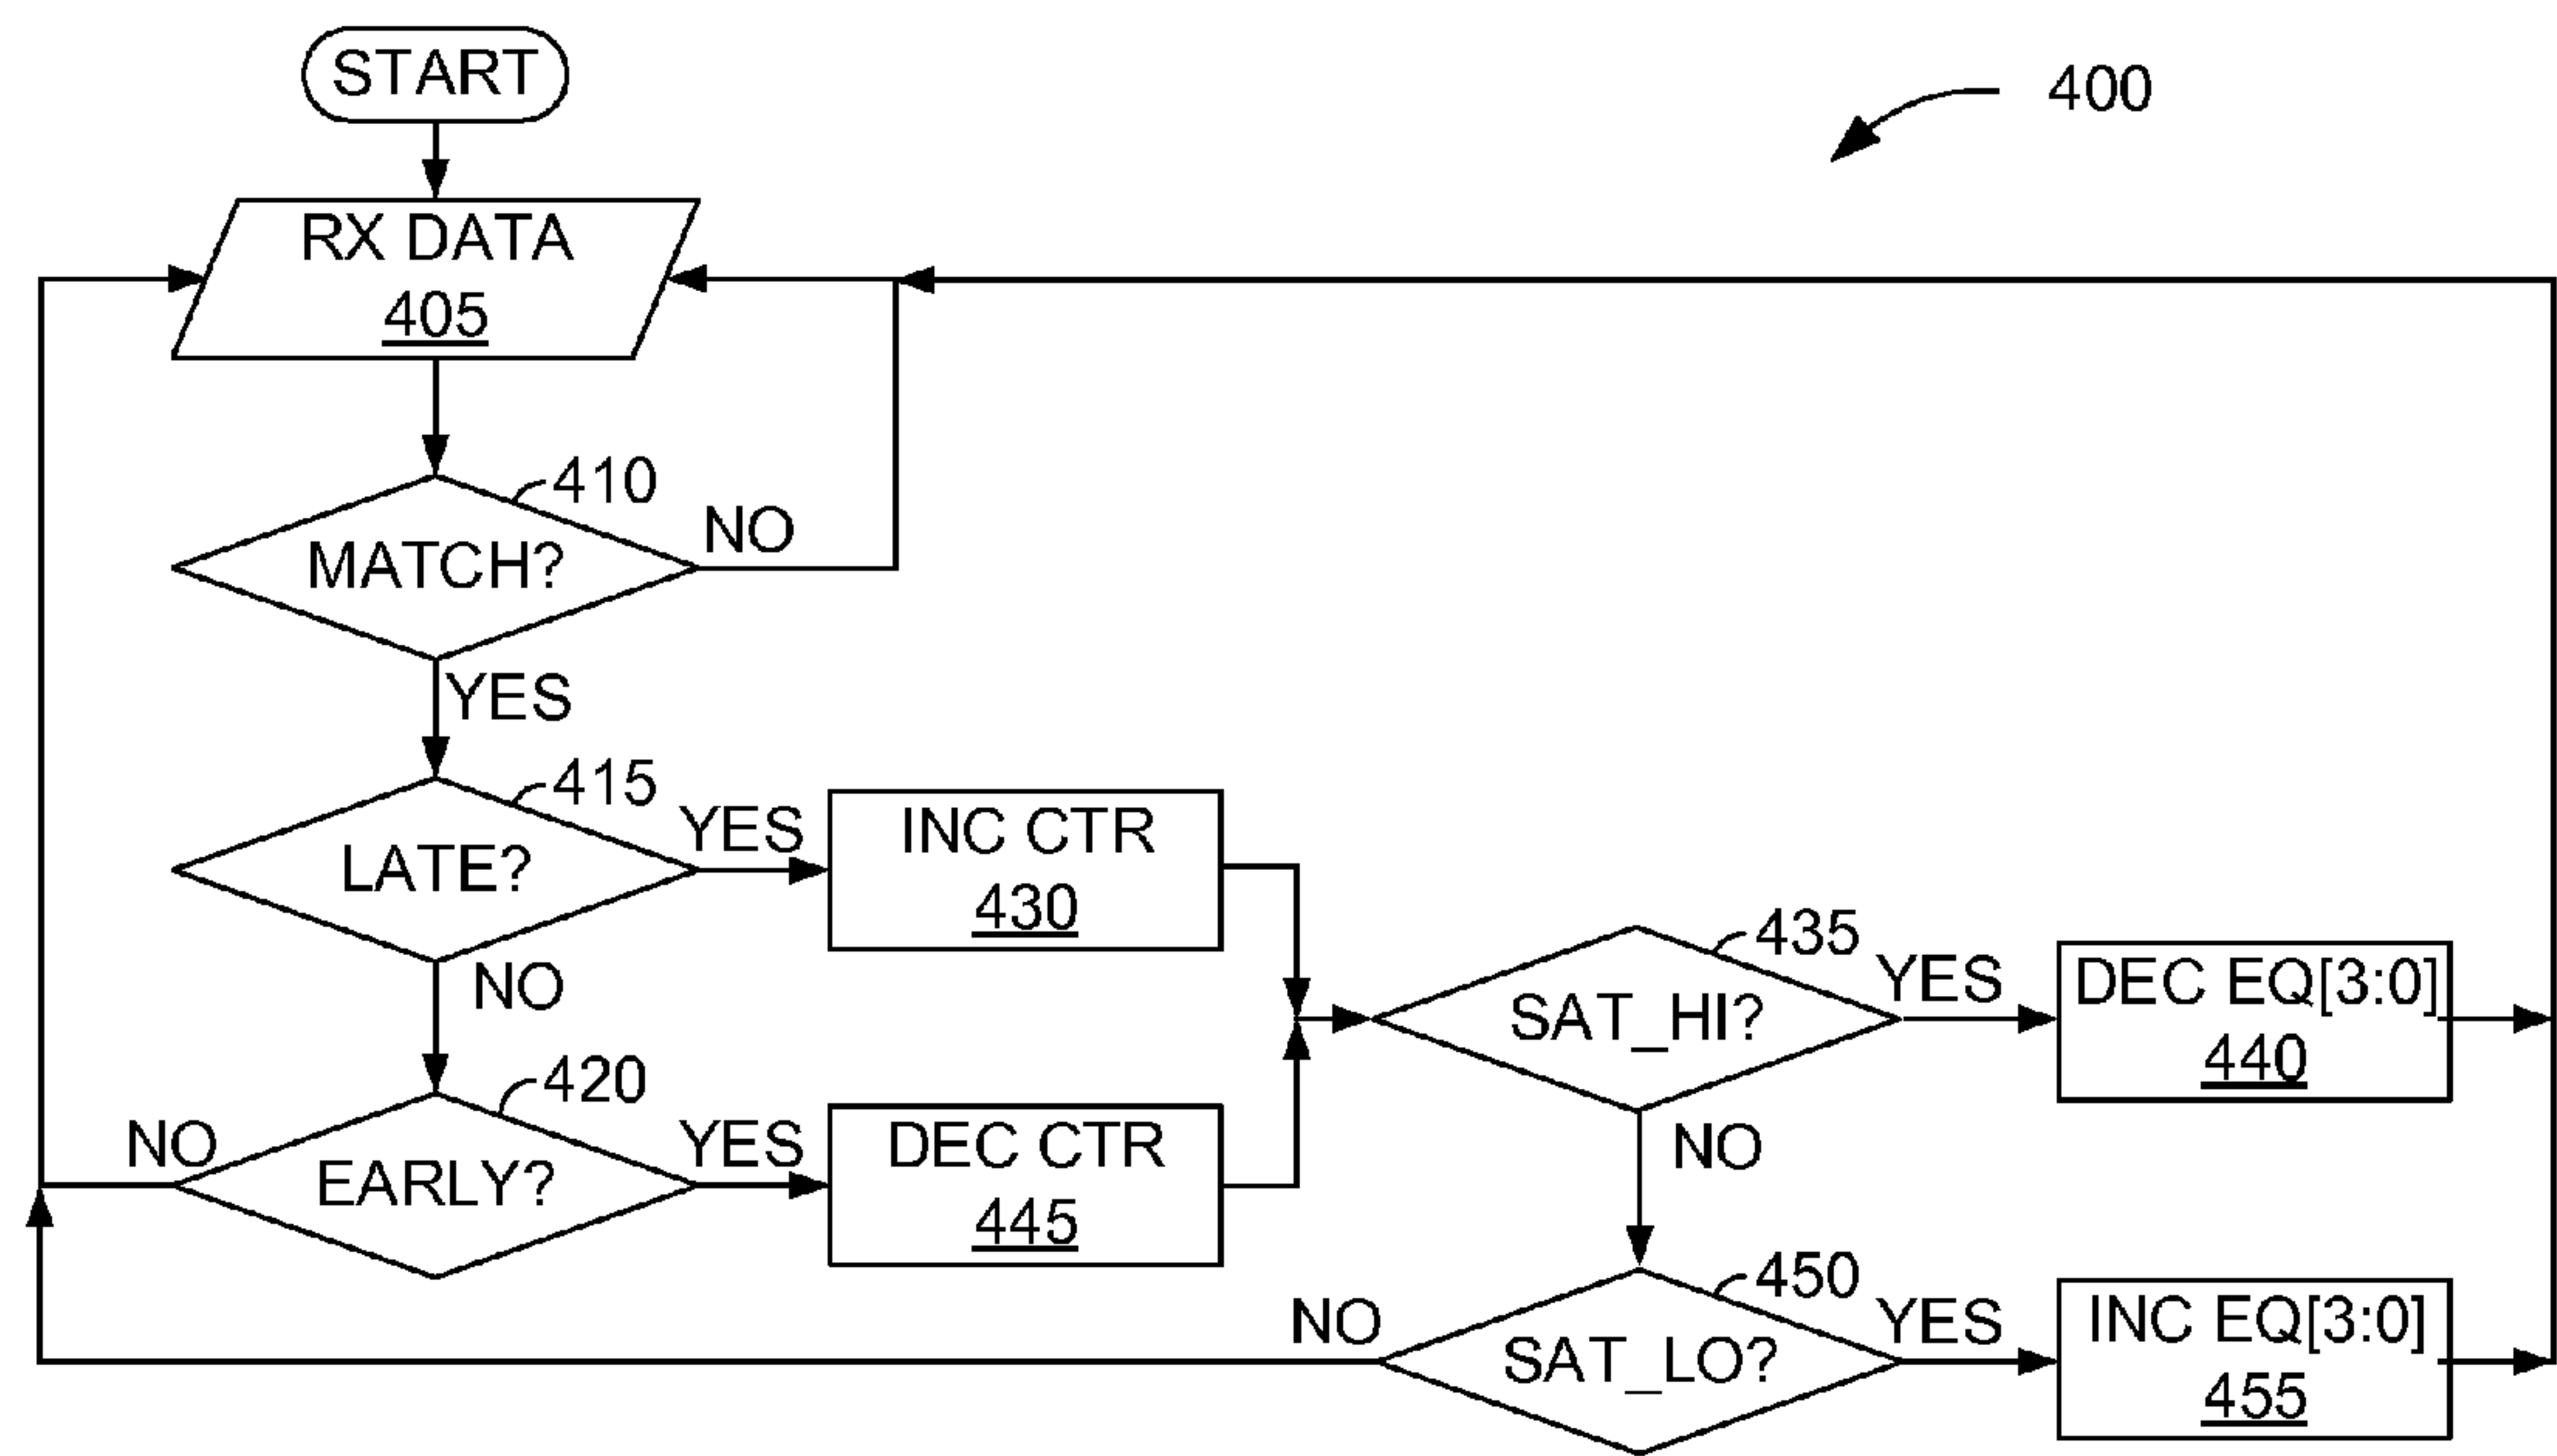 START
400
RX DATA
405
410
MATCH?
NO
YES
415
LATE?
YES
INC CTR
430
NO
435
SAT_HI?
YES
DEC EQ[3:0]
440
420
NO
EARLY?
YES
DEC CTR
445
NO
450
NO
SAT_LO?
YES
INC EQ[3:0]
455